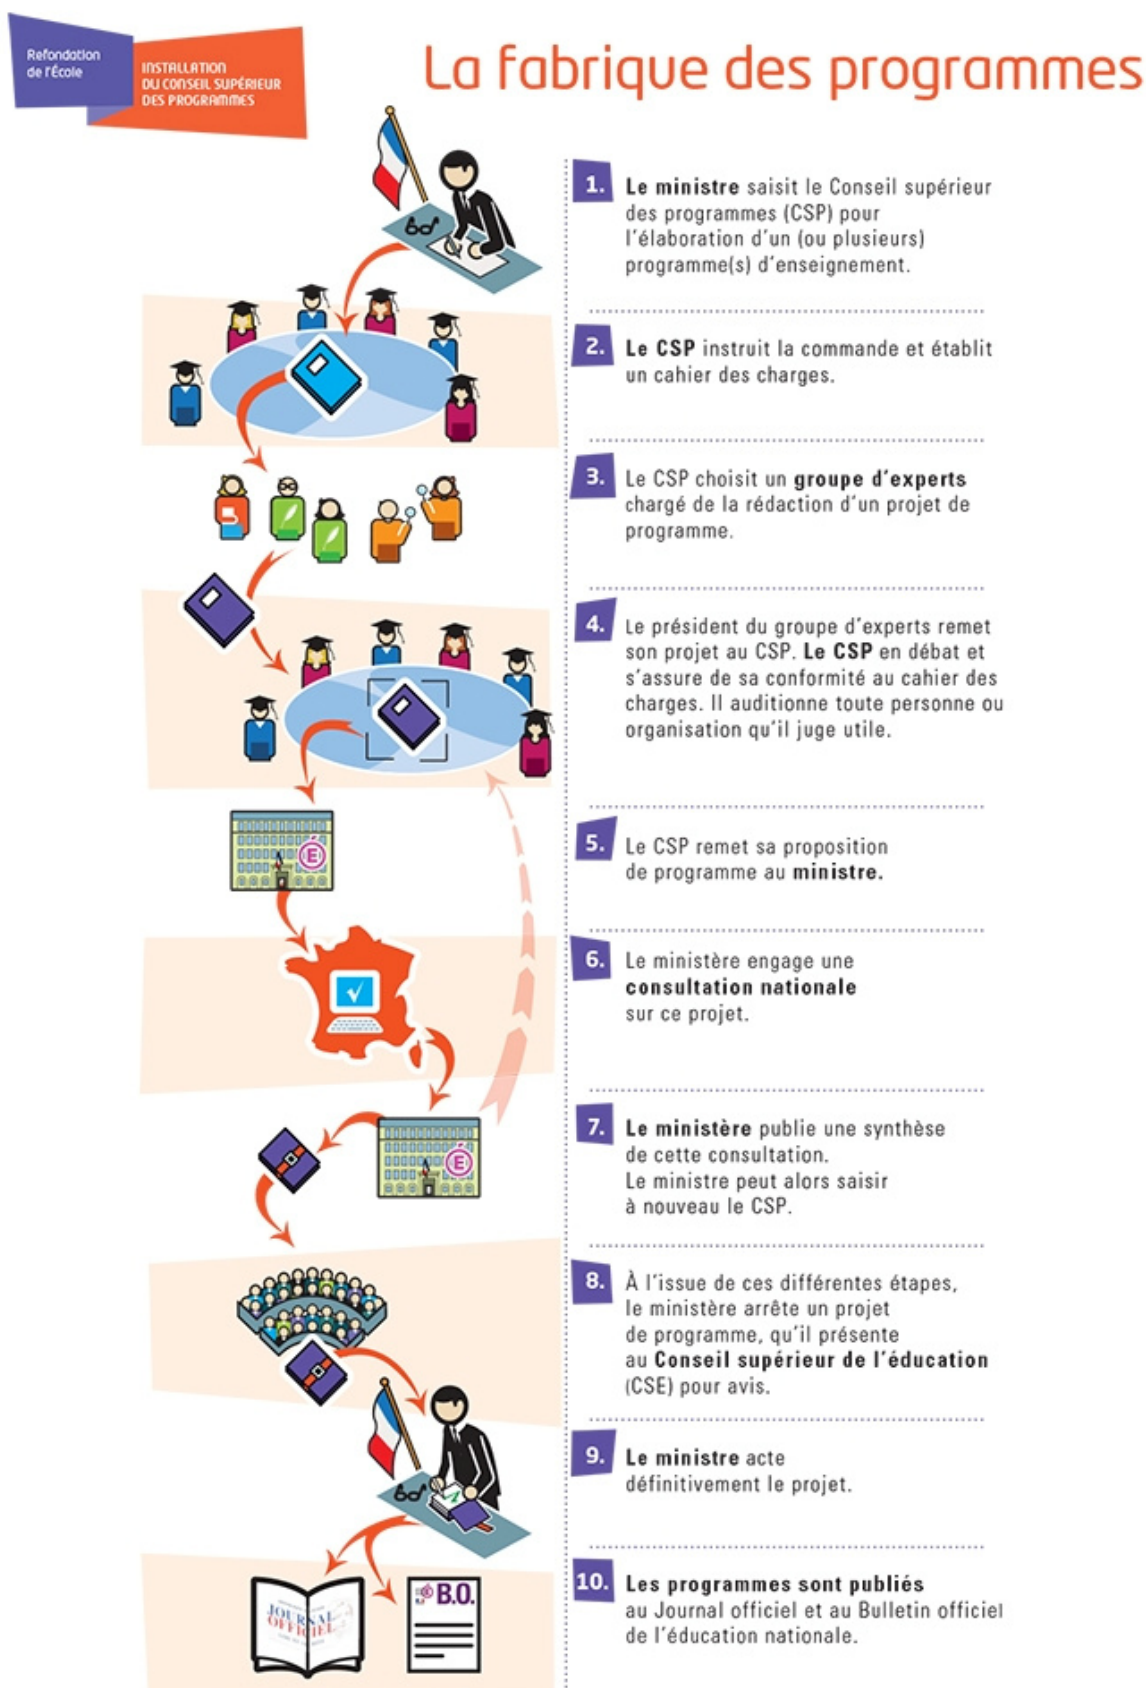 Refondation
de l'École
INSTALLATION
DU CONSEIL SUPÉRIEUR
DES PROGRAMMES
La fabrique des programmes
1.
Le ministre saisit le Conseil supérieur
des programmes (CSP) pour
l'élaboration d'un (ou plusieurs)
programme(s) d'enseignement.
2.
Le CSP instruit la commande et établit
un cahier des charges.
3.
Le CSP choisit un groupe d'experts
chargé de la rédaction d'un projet de
programme.
4.
Le président du groupe d'experts remet
son projet au CSP. Le CSP en débat et
s'assure de sa conformité au cahier des
charges. Il auditionne toute personne ou
organisation qu'il juge utile.
É
5.
Le CSP remet sa proposition
de programme au ministre.
6.
Le ministère engage une
consultation nationale
sur ce projet.
É
7.
Le ministère publie une synthèse
de cette consultation.
Le ministre peut alors saisir
à nouveau le CSP.
8.
À l'issue de ces différentes étapes,
le ministère arrête un projet
de programme, qu'il présente
au Conseil supérieur de l'éducation
(CSE) pour avis.
9.
Le ministre acte
définitivement le projet.
JOURNAL
OFFICIEL
B.O.
10.
Les programmes sont publiés
au Journal officiel et au Bulletin officiel
de l'éducation nationale.